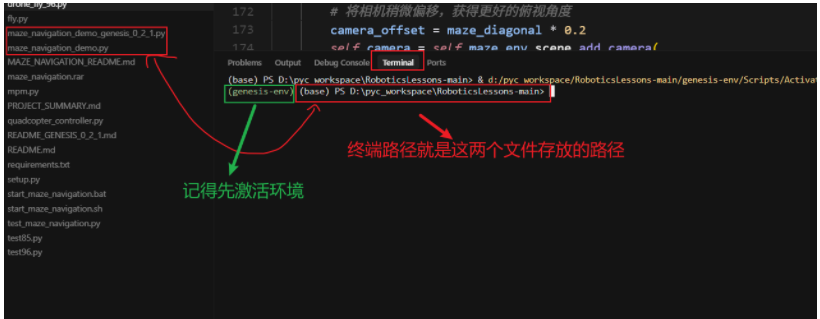 drone_fly_96.py
fly.py
maze_navigation_demo_genesis_0_2_1.py
maze_navigation_demo.py
MAZE_NAVIGATION_README.md
maze_navigation.rar
mpm.py
PROJECT_SUMMARY.md
quadcopter_controller.py
README_GENESIS_0_2_1.md
README.md
requirements.txt
setup.py
start_maze_navigation.bat
start_maze_navigation.sh
test_maze_navigation.py
test85.py
test96.py
172 # 将相机稍微偏移，获得更好的俯视角度
173 camera_offset = maze_diagonal * 0.2
174 self.camera = self.maze_env.scene.add_camera(
Problems Output Debug Console Terminal Ports
(base) PS D:\pyc_workspace\RoboticsLessons-main> & d:/pyc_workspace/RoboticsLessons-main/genesis-env/Scripts/Activat
(genesis-env) (base) PS D:\pyc_workspace\RoboticsLessons-main>
终端路径就是这两个文件存放的路径
记得先激活环境